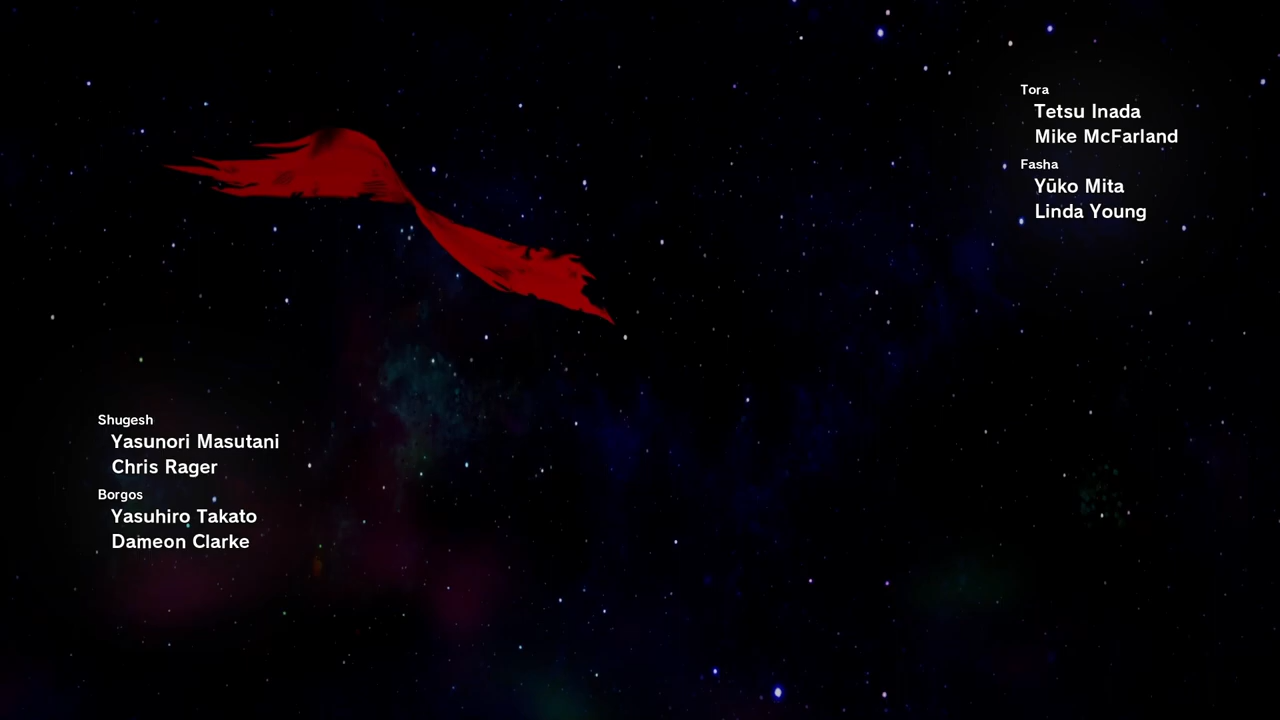 Tora
Tetsu Inada
Mike McFarland
Fasha
Yūko Mita
Linda Young
Shugesh
Yasunori Masutani
Chris Rager
Borgos
Yasuhiro Takato
Dameon Clarke